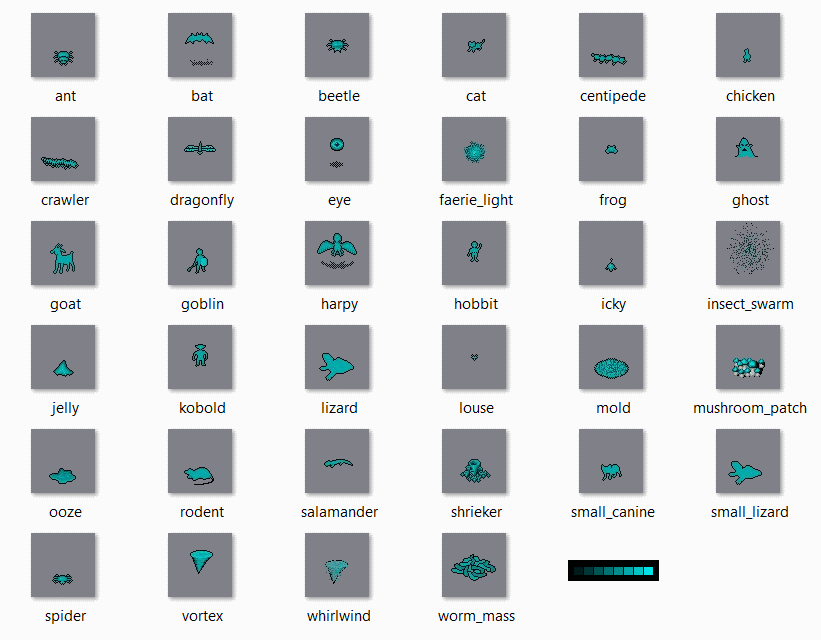 ant bat beetle cat centipede chicken
crawler dragonfly eye faerie_light frog ghost
goat goblin harpy hobbit icky insect_swarm
jelly kobold lizard louse mold mushroom_patch
ooze rodent salamander shrieker small_canine small_lizard
spider vortex whirlwind worm_mass